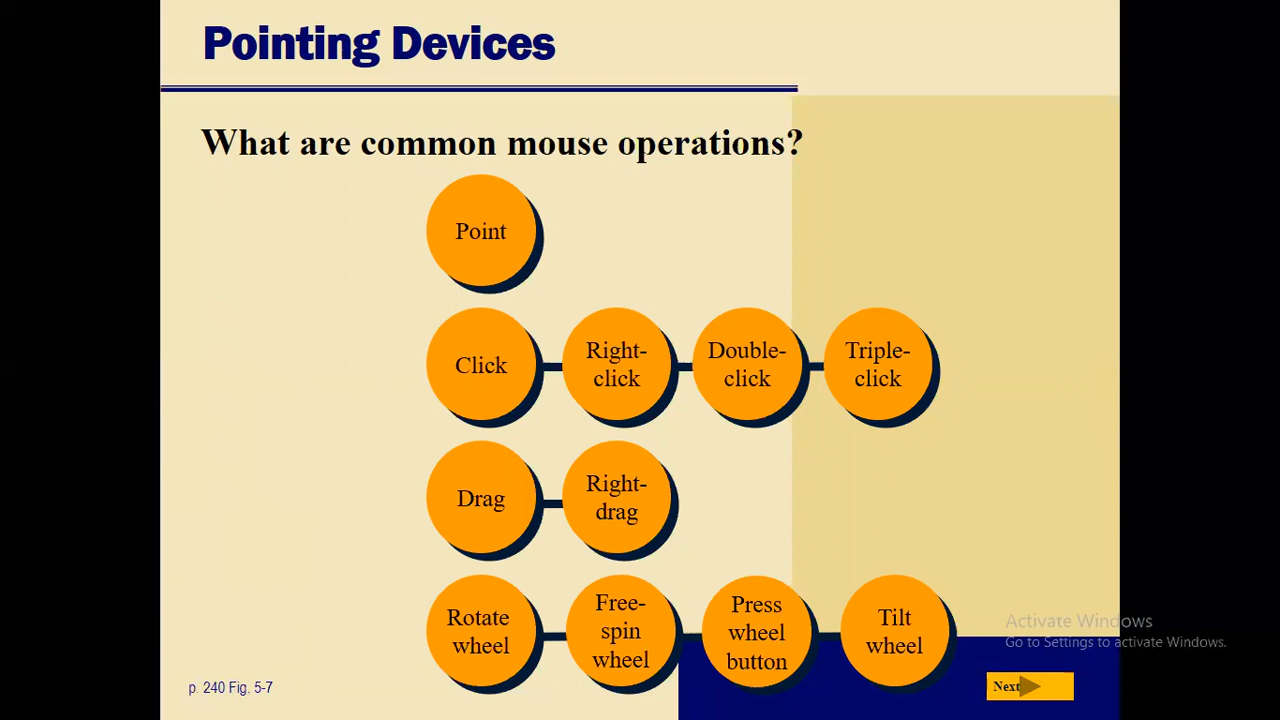 Pointing Devices
What are common mouse operations?
Point
Click
Right-
click
Double-
click
Triple-
click
Drag
Right-
drag
Rotate
wheel
Free-
spin
wheel
Press
wheel
button
Tilt
wheel
Activate Windows
Go to Settings to activate Windows.
p. 240 Fig. 5-7
Next